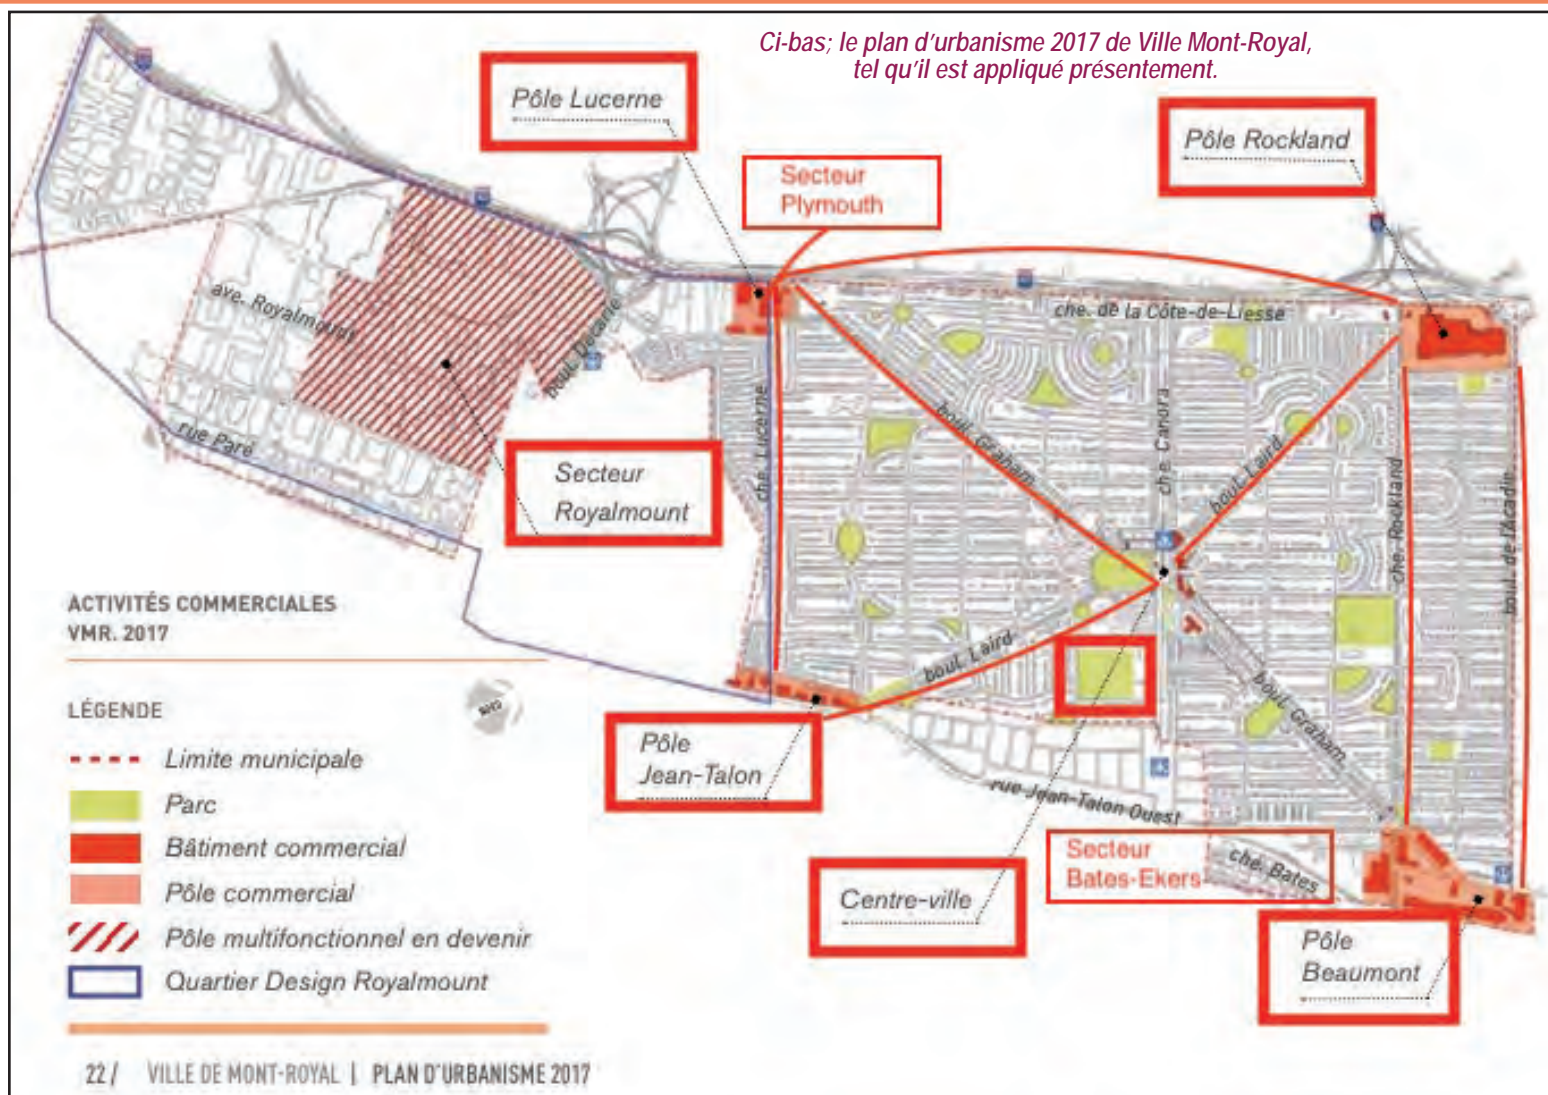 Ci-bas; le plan d'urbanisme 2017 de Ville Mont-Royal,
tel qu'il est appliqué présentement.
Pôle Lucerne
Pôle Rockland
Secteur
Plymouth
che. de la Côte-de-Liesse
ave. Royalmount
boul. Décarie
rue Paré
Secteur
Royalmount
che. Lucerne
boul. Graham
che. Canora
boul. Laird
che. Rockland
boul. de l'Acadie
boul. Laird
boul. Graham
ACTIVITÉS COMMERCIALES
VMR. 2017
LÉGENDE
Limite municipale
Parc
Bâtiment commercial
Pôle commercial
Pôle multifonctionnel en devenir
Quartier Design Royalmount
Pôle
Jean-Talon
rue Jean-Talon Ouest
Secteur
Bates-Ekers
che. Bates
Centre-ville
Pôle
Beaumont
22 / VILLE DE MONT-ROYAL | PLAN D'URBANISME 2017